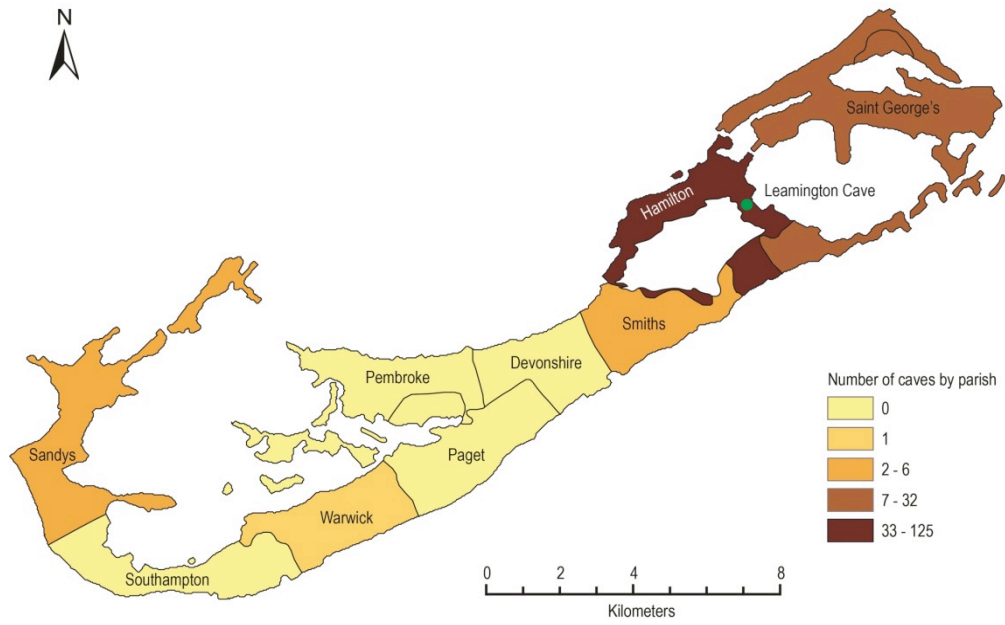 N
Saint George's
Hamilton
Leamington Cave
Smiths
Devonshire
Pembroke
Paget
Sandys
Warwick
Southampton
Number of caves by parish
0
1
2 - 6
7 - 32
33 - 125
0 2 4 8
Kilometers